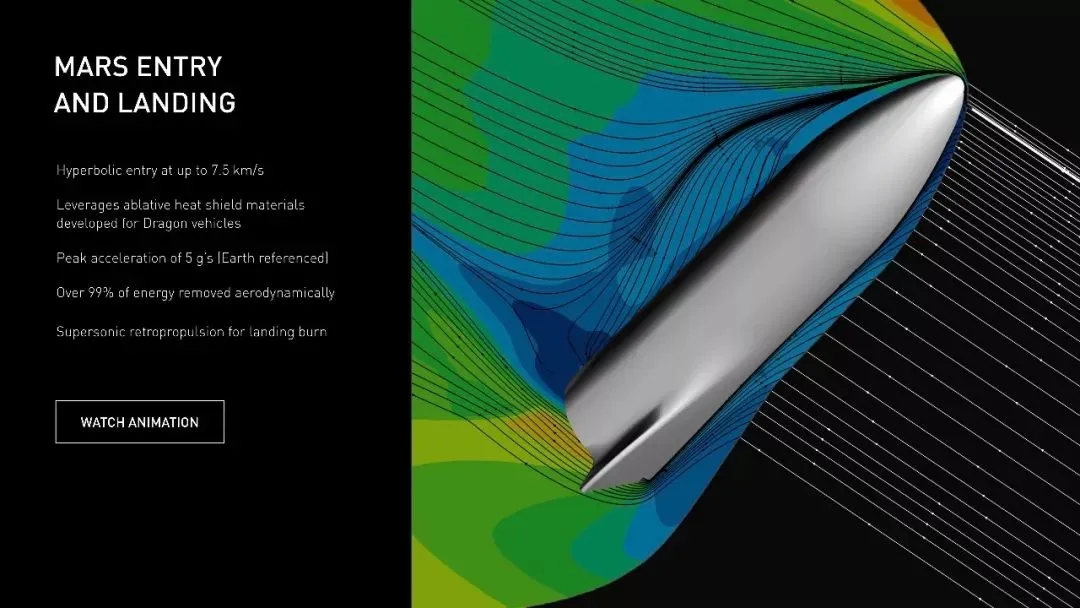 MARS ENTRY
AND LANDING
Hyperbolic entry at up to 7.5 km/s
Leverages ablative heat shield materials
developed for Dragon vehicles
Peak acceleration of 5 g's (Earth referenced)
Over 99% of energy removed aerodynamically
Supersonic retropropulsion for landing burn
WATCH ANIMATION